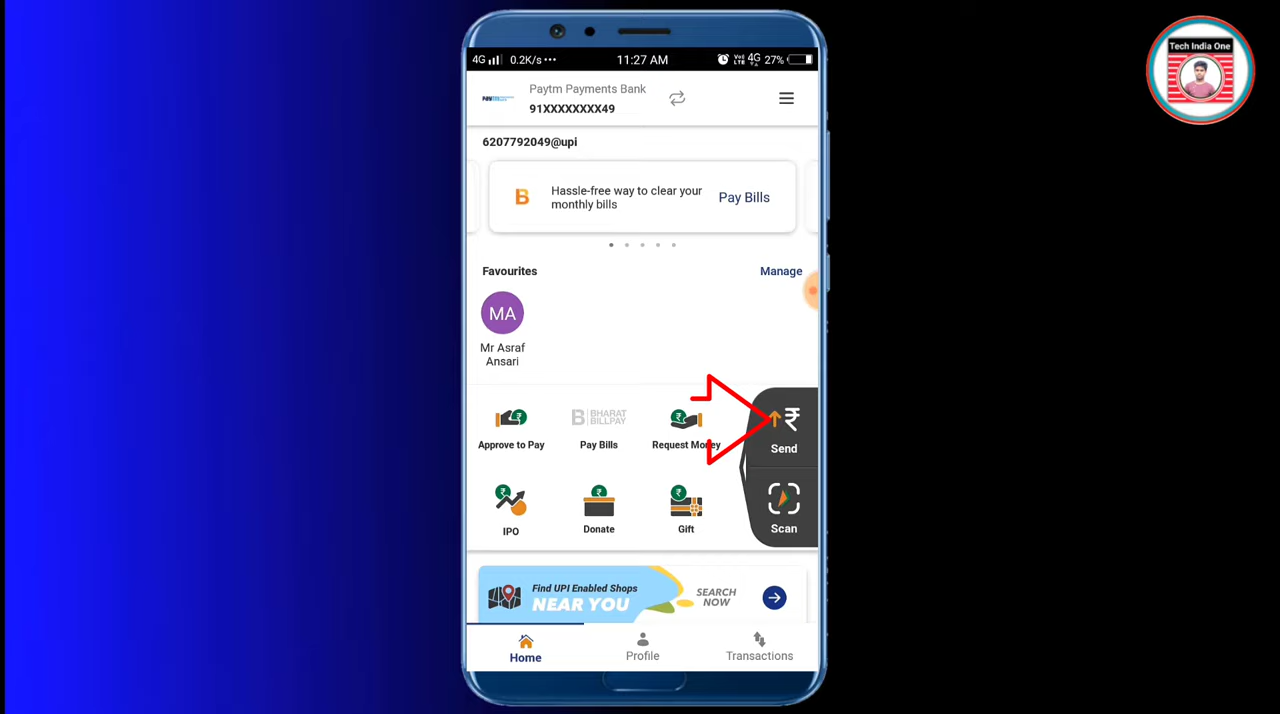 Tech India One
4G 0.2K/s ••• 11:27 AM VoLTE 4G 27%
Paytm Payments Bank
91XXXXXXXX49
6207792049@upi
B Hassle-free way to clear your monthly bills
Pay Bills
Favourites
Manage
MA
Mr Asraf
Ansari
BHARAT
BILLPAY
Approve to Pay
Pay Bills
Request Money
₹
Send
IPO
Donate
Gift
Scan
Find UPI Enabled Shops
NEAR YOU
SEARCH
NOW
Home
Profile
Transactions